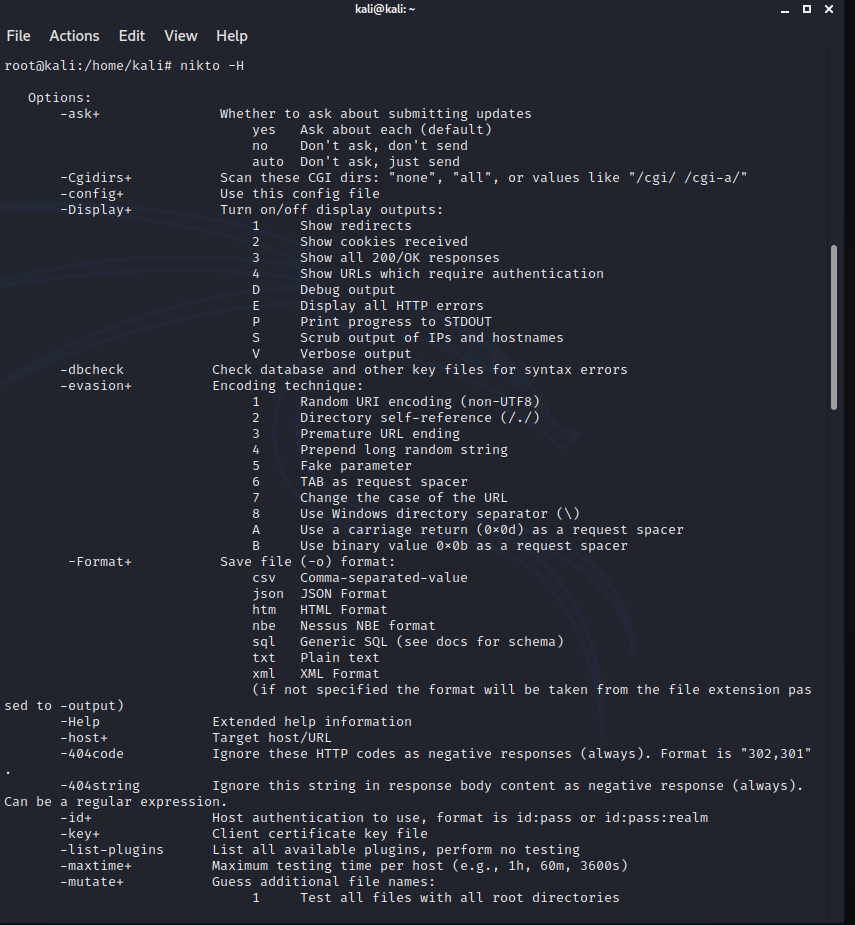 kali@kali: ~
File Actions Edit View Help
root@kali:/home/kali# nikto -H
Options:
-ask+ Whether to ask about submitting updates
yes Ask about each (default)
no Don't ask, don't send
auto Don't ask, just send
-Cgidirs+ Scan these CGI dirs: "none", "all", or values like "/cgi/ /cgi-a/"
-config+ Use this config file
-Display+ Turn on/off display outputs:
1 Show redirects
2 Show cookies received
3 Show all 200/OK responses
4 Show URLs which require authentication
D Debug output
E Display all HTTP errors
P Print progress to STDOUT
S Scrub output of IPs and hostnames
V Verbose output
-dbcheck Check database and other key files for syntax errors
-evasion+ Encoding technique:
1 Random URI encoding (non-UTF8)
2 Directory self-reference (/./)
3 Premature URL ending
4 Prepend long random string
5 Fake parameter
6 TAB as request spacer
7 Change the case of the URL
8 Use Windows directory separator (\)
A Use a carriage return (0×0d) as a request spacer
B Use binary value 0×0b as a request spacer
-Format+ Save file (-o) format:
csv Comma-separated-value
json JSON Format
htm HTML Format
nbe Nessus NBE format
sql Generic SQL (see docs for schema)
txt Plain text
xml XML Format
(if not specified the format will be taken from the file extension pas
sed to -output)
-Help Extended help information
-host+ Target host/URL
-404code Ignore these HTTP codes as negative responses (always). Format is "302,301"
.
-404string Ignore this string in response body content as negative response (always).
Can be a regular expression.
-id+ Host authentication to use, format is id:pass or id:pass:realm
-key+ Client certificate key file
-list-plugins List all available plugins, perform no testing
-maxtime+ Maximum testing time per host (e.g., 1h, 60m, 3600s)
-mutate+ Guess additional file names:
1 Test all files with all root directories